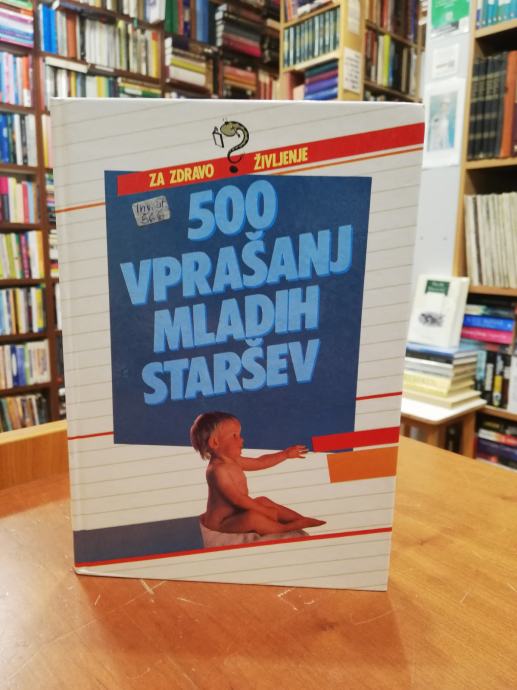 ZA ZDRAVO ŽIVLJENJE
500
VPRAŠANJ
MLADIH
STARŠEV